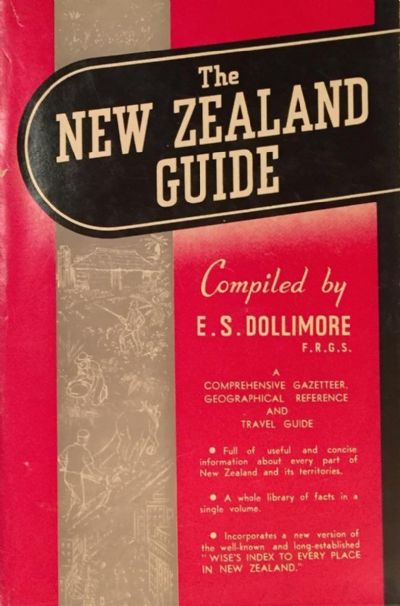 The
NEW ZEALAND
GUIDE
Compiled by
E. S. DOLLIMORE
F.R.G.S.
A
COMPREHENSIVE GAZETTEER,
GEOGRAPHICAL REFERENCE
AND
TRAVEL GUIDE
• Full of useful and concise
information about every part of
New Zealand and its territories.
• A whole library of facts in a
single volume.
• Incorporates a new version of
the well-known and long-established
"WISE'S INDEX TO EVERY PLACE
IN NEW ZEALAND."